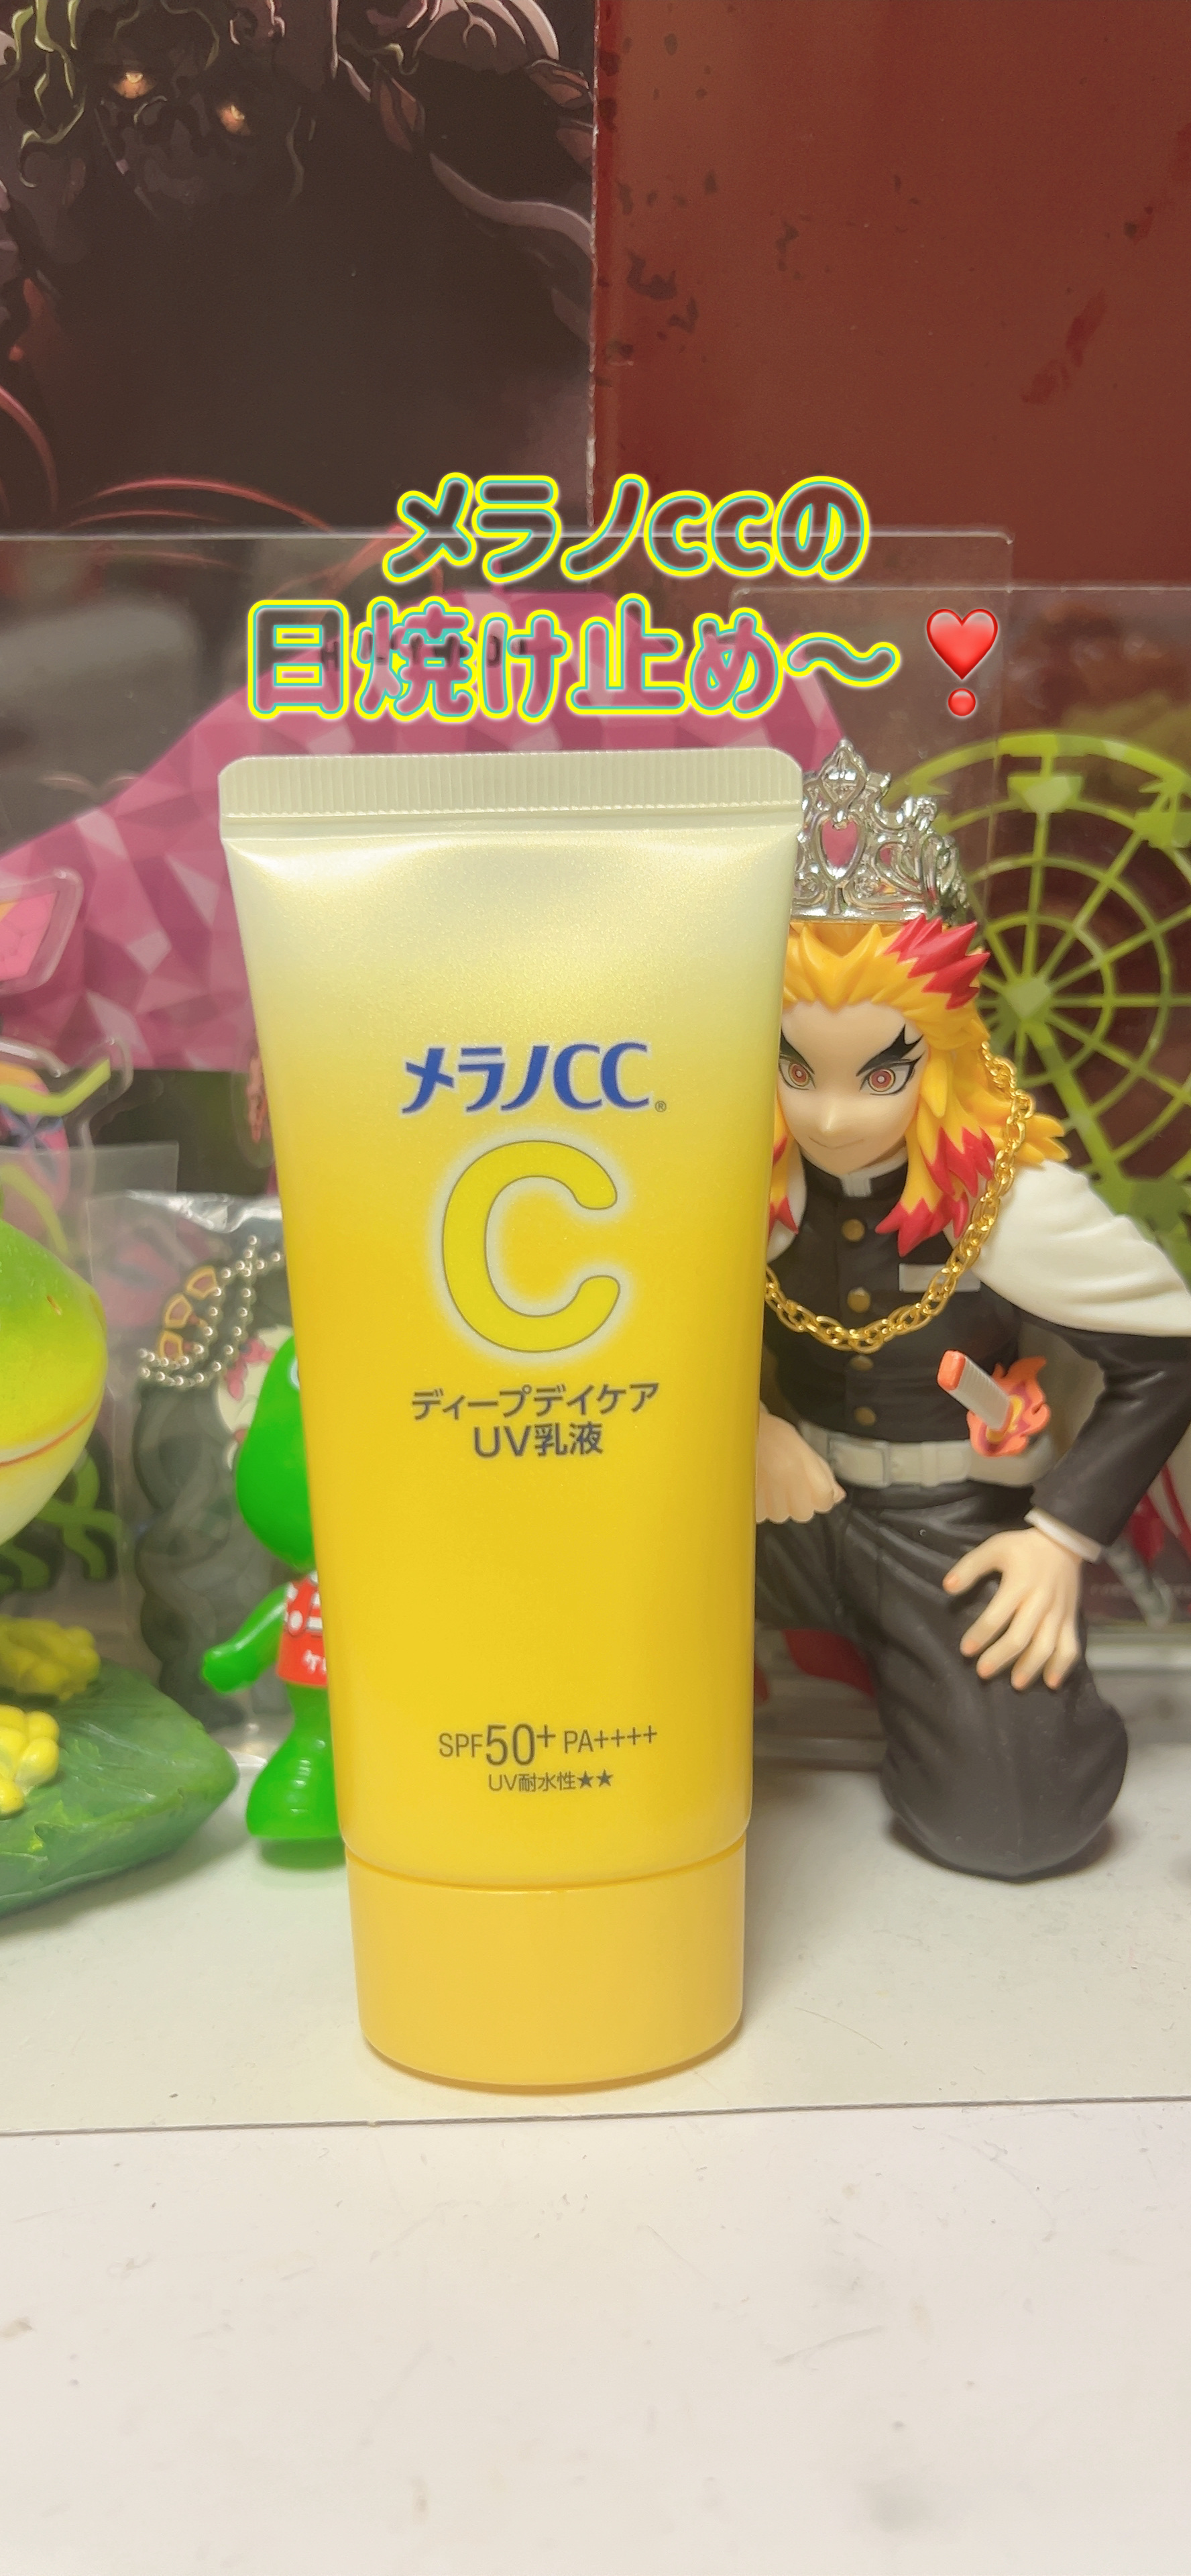 メラノCCの
日焼け止め〜❣
メラノCC®
C
ディープデイケア
UV乳液
SPF50+ PA++++
UV耐水性★★